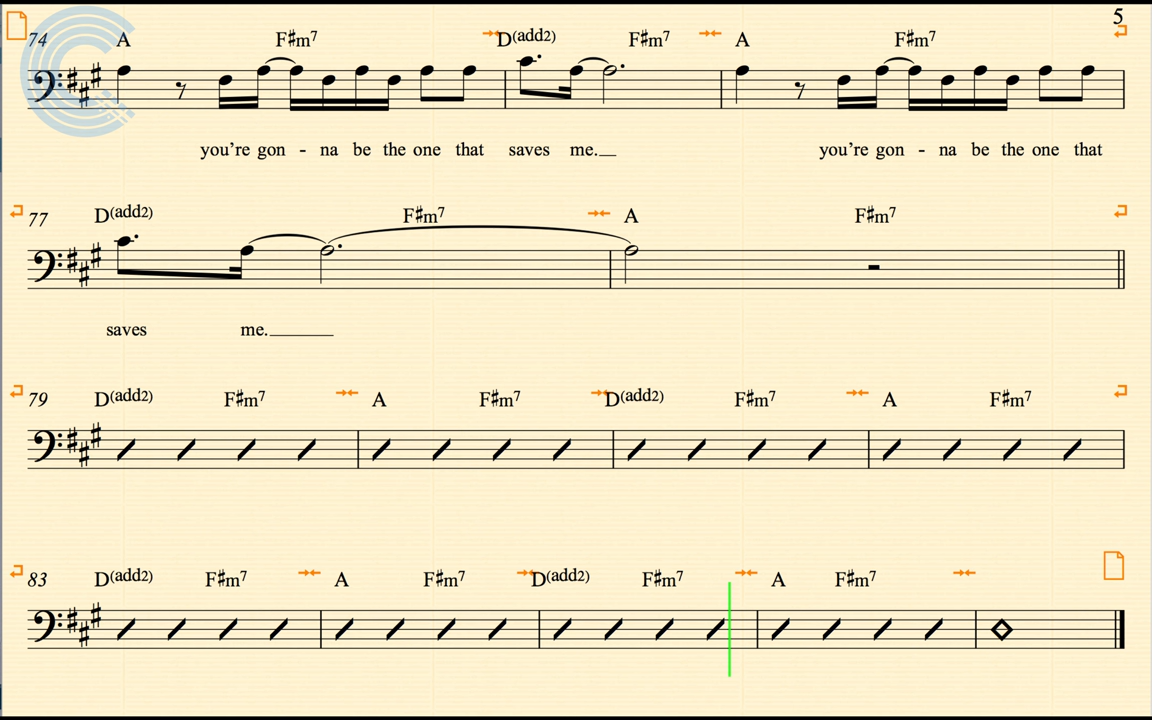 5
74 A F#m7 D(add2) F#m7 A F#m7
you're gon - na be the one that saves me.__ you're gon - na be the one that
77 D(add2) F#m7 A F#m7
saves me.______
79 D(add2) F#m7 A F#m7 D(add2) F#m7 A F#m7
83 D(add2) F#m7 A F#m7 D(add2) F#m7 A F#m7